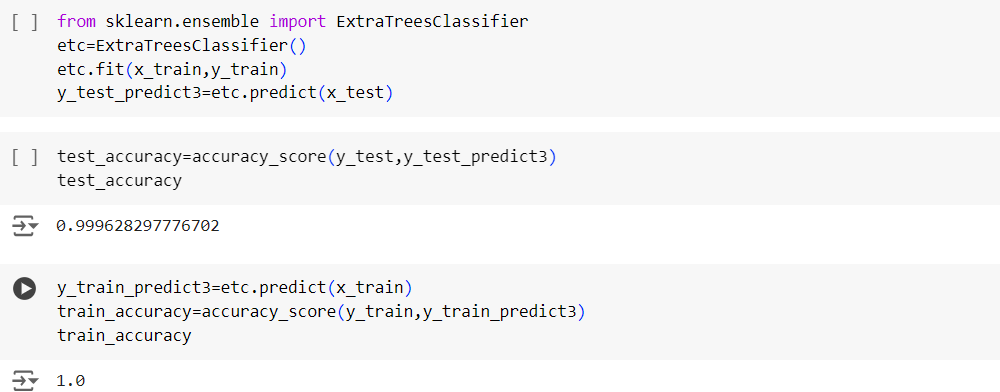 [ ] from sklearn.ensemble import ExtraTreesClassifier
etc=ExtraTreesClassifier()
etc.fit(x_train,y_train)
y_test_predict3=etc.predict(x_test)
[ ] test_accuracy=accuracy_score(y_test,y_test_predict3)
test_accuracy
0.999628297776702
y_train_predict3=etc.predict(x_train)
train_accuracy=accuracy_score(y_train,y_train_predict3)
train_accuracy
1.0